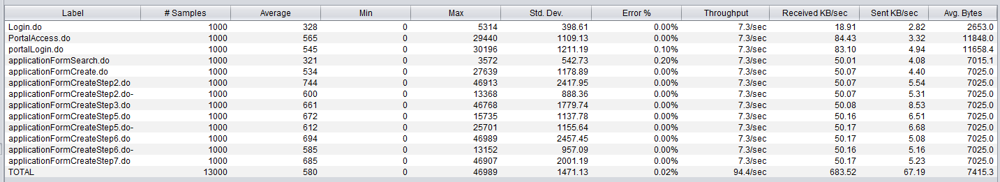 Label # Samples Average Min Max Std. Dev. Error % Throughput Received KB/sec Sent KB/sec Avg. Bytes
Login.do 1000 328 0 5314 398.61 0.00% 7.3/sec 18.91 2.82 2653.0
PortalAccess.do 1000 565 0 29440 1109.13 0.00% 7.3/sec 84.43 3.32 11848.0
portalLogin.do 1000 545 0 30196 1211.19 0.10% 7.3/sec 83.10 4.94 11658.4
applicationFormSearch.do 1000 321 0 3572 542.73 0.20% 7.3/sec 50.01 4.08 7015.1
applicationFormCreate.do 1000 534 0 27639 1178.89 0.00% 7.3/sec 50.07 4.40 7025.0
applicationFormCreateStep2.do 1000 744 0 46913 2417.95 0.00% 7.3/sec 50.07 5.54 7025.0
applicationFormCreateStep2.do- 1000 600 0 13368 888.36 0.00% 7.3/sec 50.07 5.31 7025.0
applicationFormCreateStep3.do 1000 661 0 46768 1779.74 0.00% 7.3/sec 50.08 8.53 7025.0
applicationFormCreateStep5.do 1000 672 0 15735 1137.78 0.00% 7.3/sec 50.16 6.51 7025.0
applicationFormCreateStep5.do- 1000 612 0 25701 1155.64 0.00% 7.3/sec 50.17 6.68 7025.0
applicationFormCreateStep6.do 1000 694 0 46989 2457.45 0.00% 7.3/sec 50.17 5.08 7025.0
applicationFormCreateStep6.do- 1000 585 0 13152 957.09 0.00% 7.3/sec 50.16 5.16 7025.0
applicationFormCreateStep7.do 1000 685 0 46907 2001.19 0.00% 7.3/sec 50.17 5.23 7025.0
TOTAL 13000 580 0 46989 1471.13 0.02% 94.4/sec 683.52 67.19 7415.3